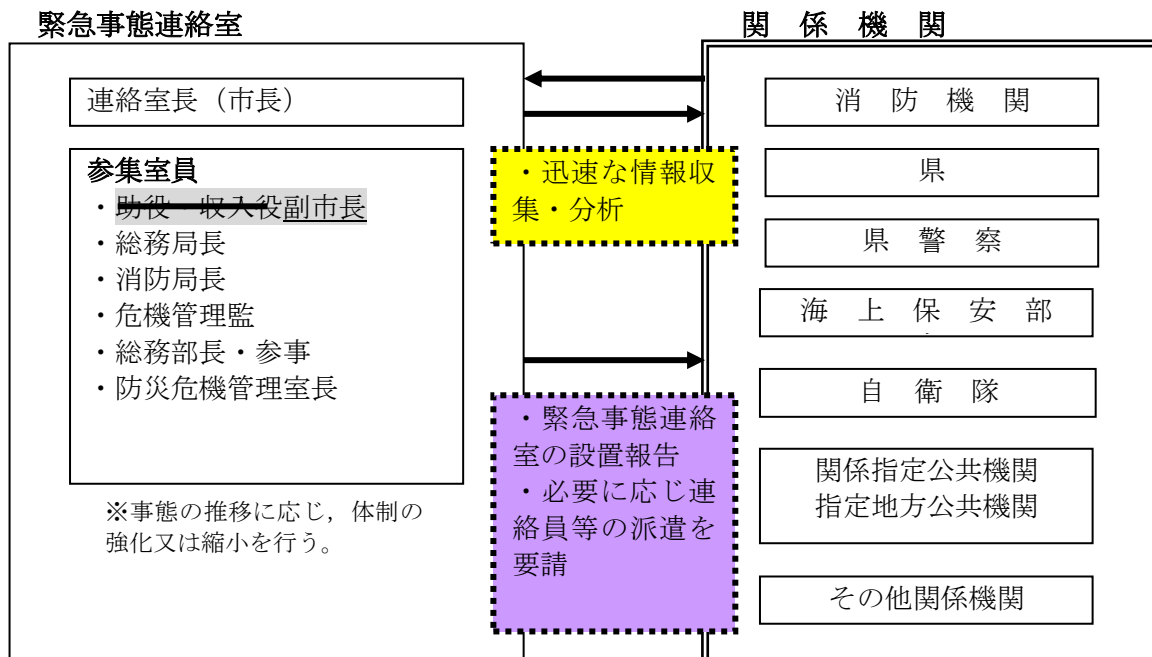 緊急事態連絡室
連絡室長（市長）
参集室員
・助役・収入役副市長
・総務局長
・消防局長
・危機管理監
・総務部長・参事
・防災危機管理室長
※事態の推移に応じ，体制の
強化又は縮小を行う。
・迅速な情報収
集・分析
・緊急事態連絡
室の設置報告
・必要に応じ連
絡員等の派遣を
要請
関　係　機　関
消　防　機　関
県
県　警　察
海　上　保　安　部
自　衛　隊
関係指定公共機関
指定地方公共機関
その他関係機関